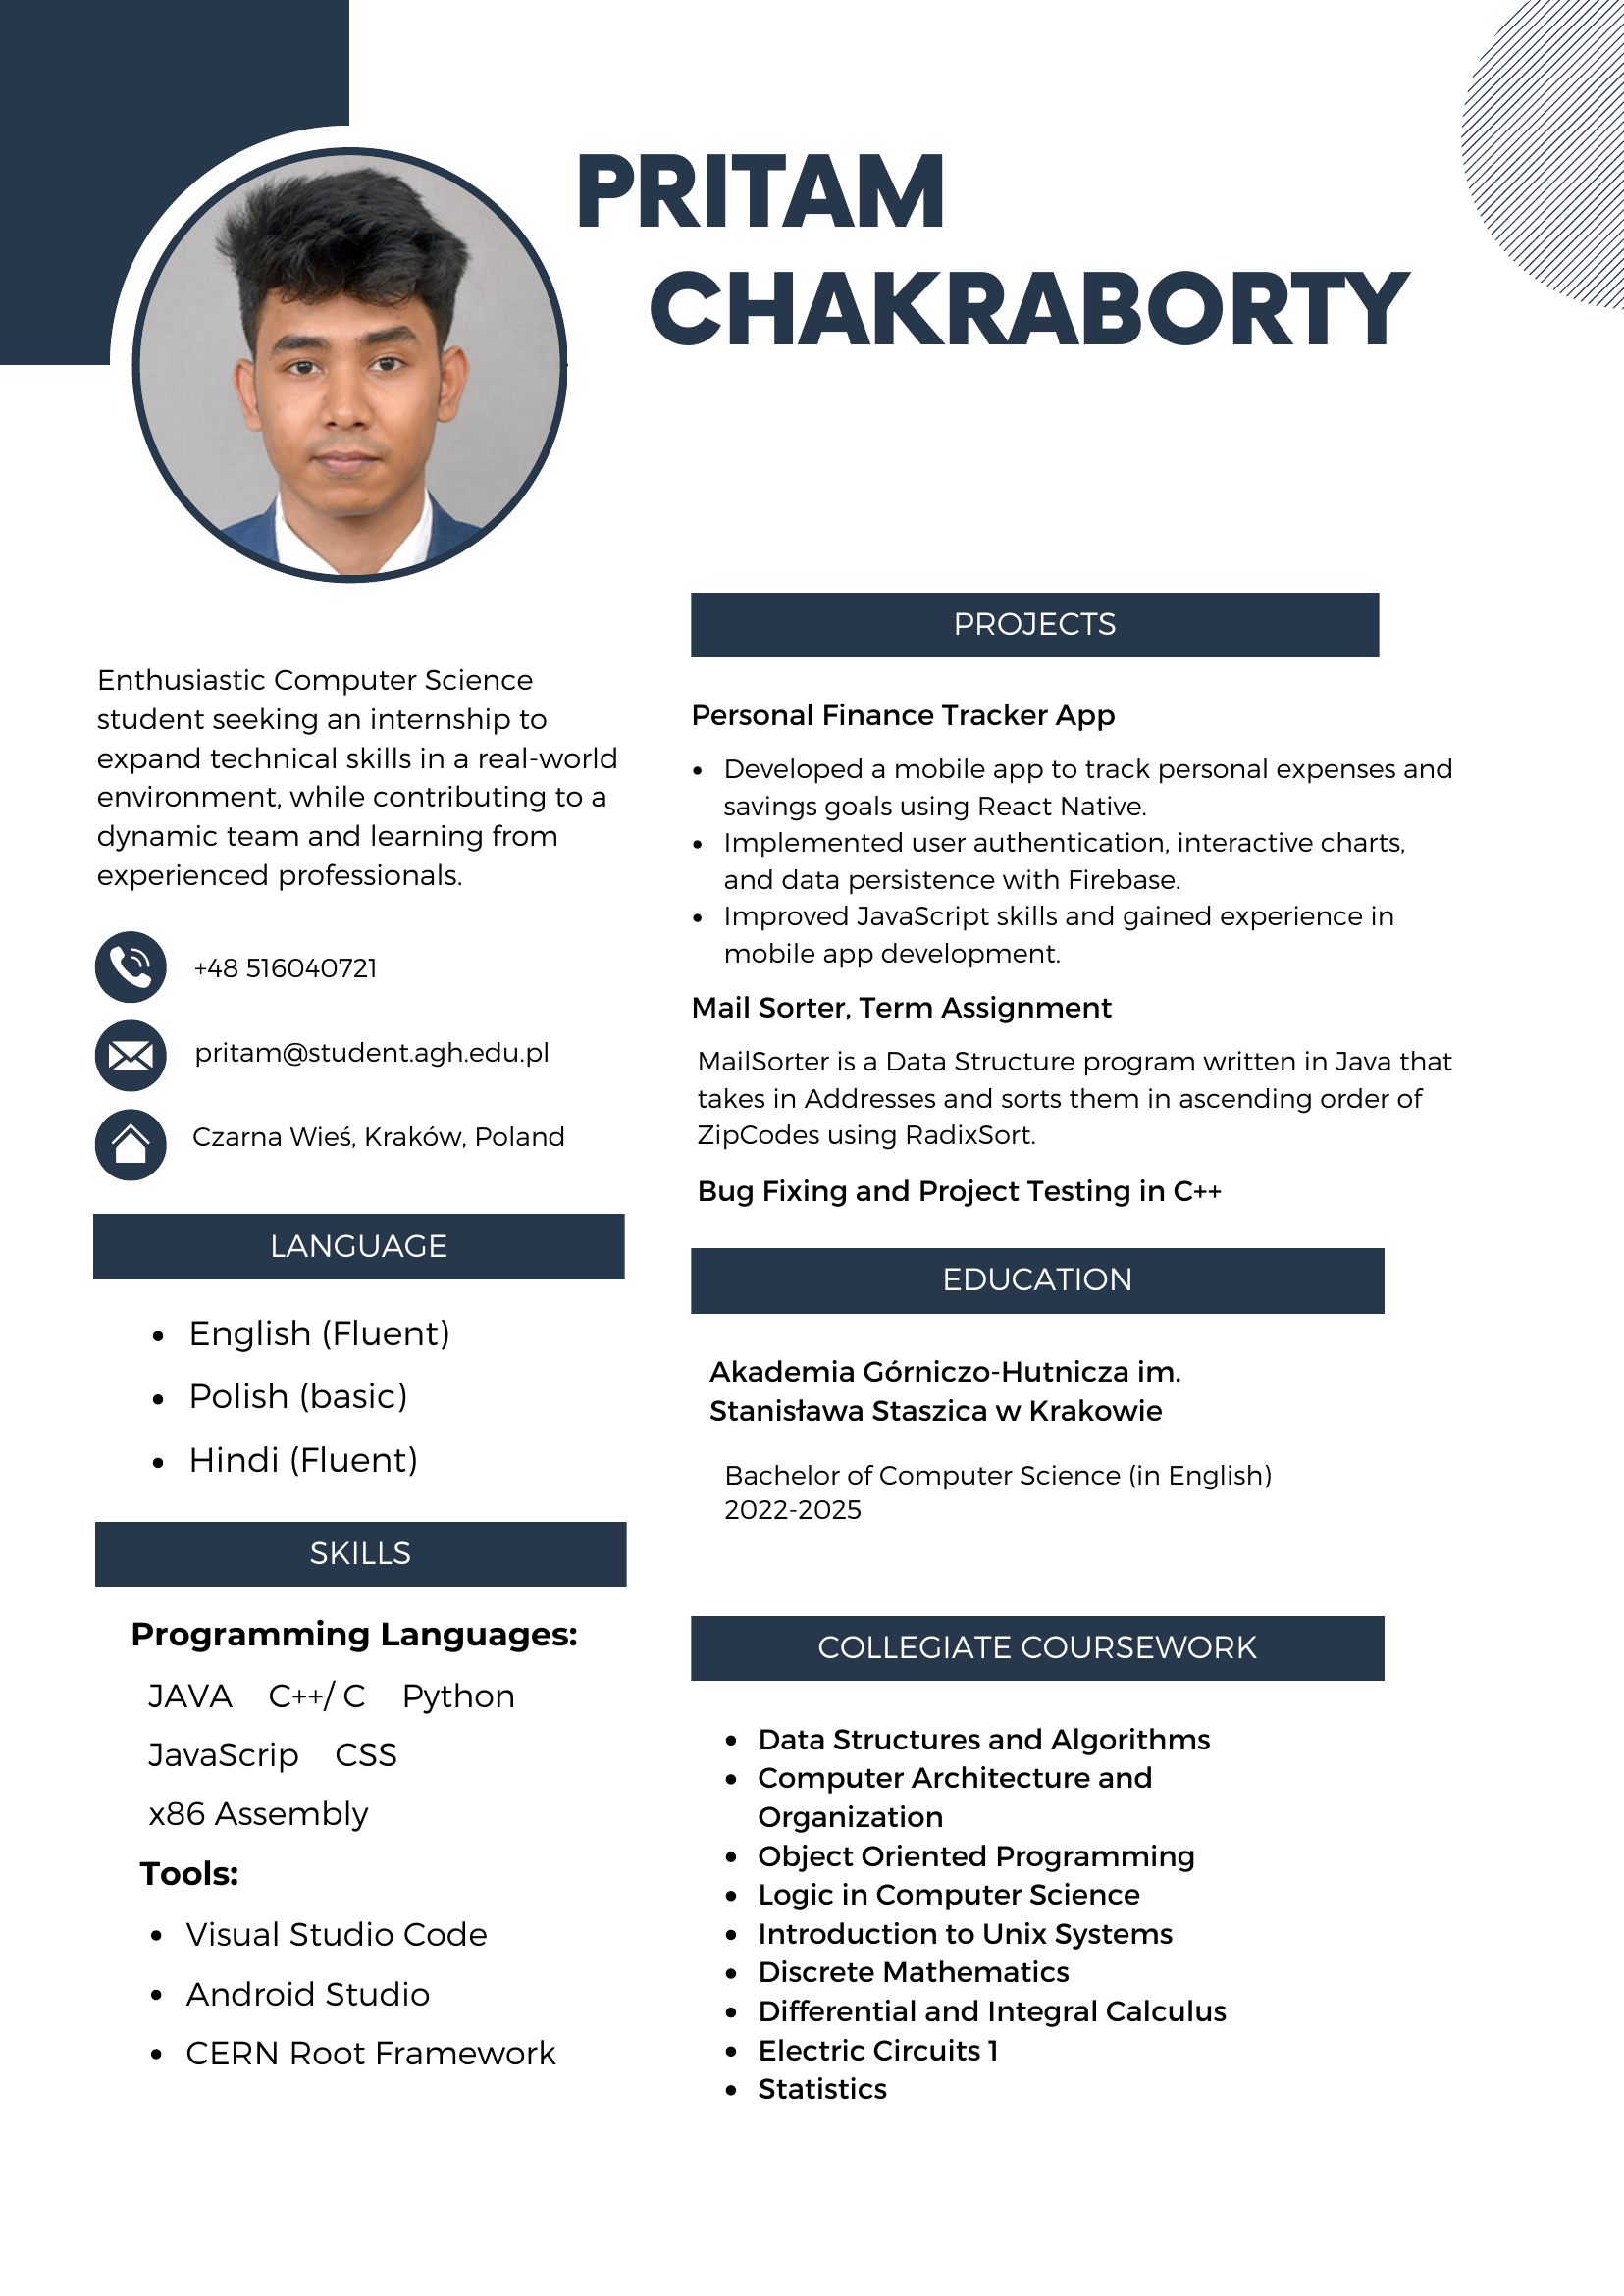 PRITAM
CHAKRABORTY
Enthusiastic Computer Science
student seeking an internship to
expand technical skills in a real-world
environment, while contributing to a
dynamic team and learning from
experienced professionals.
+48 516040721
pritam@student.agh.edu.pl
Czarna Wieś, Kraków, Poland
LANGUAGE
• English (Fluent)
• Polish (basic)
• Hindi (Fluent)
SKILLS
Programming Languages:
JAVA C++/ C Python
JavaScrip CSS
x86 Assembly
Tools:
• Visual Studio Code
• Android Studio
• CERN Root Framework
PROJECTS
Personal Finance Tracker App
• Developed a mobile app to track personal expenses and
savings goals using React Native.
• Implemented user authentication, interactive charts,
and data persistence with Firebase.
• Improved JavaScript skills and gained experience in
mobile app development.
Mail Sorter, Term Assignment
MailSorter is a Data Structure program written in Java that
takes in Addresses and sorts them in ascending order of
ZipCodes using RadixSort.
Bug Fixing and Project Testing in C++
EDUCATION
Akademia Górniczo-Hutnicza im.
Stanisława Staszica w Krakowie
Bachelor of Computer Science (in English)
2022-2025
COLLEGIATE COURSEWORK
• Data Structures and Algorithms
• Computer Architecture and
Organization
• Object Oriented Programming
• Logic in Computer Science
• Introduction to Unix Systems
• Discrete Mathematics
• Differential and Integral Calculus
• Electric Circuits 1
• Statistics